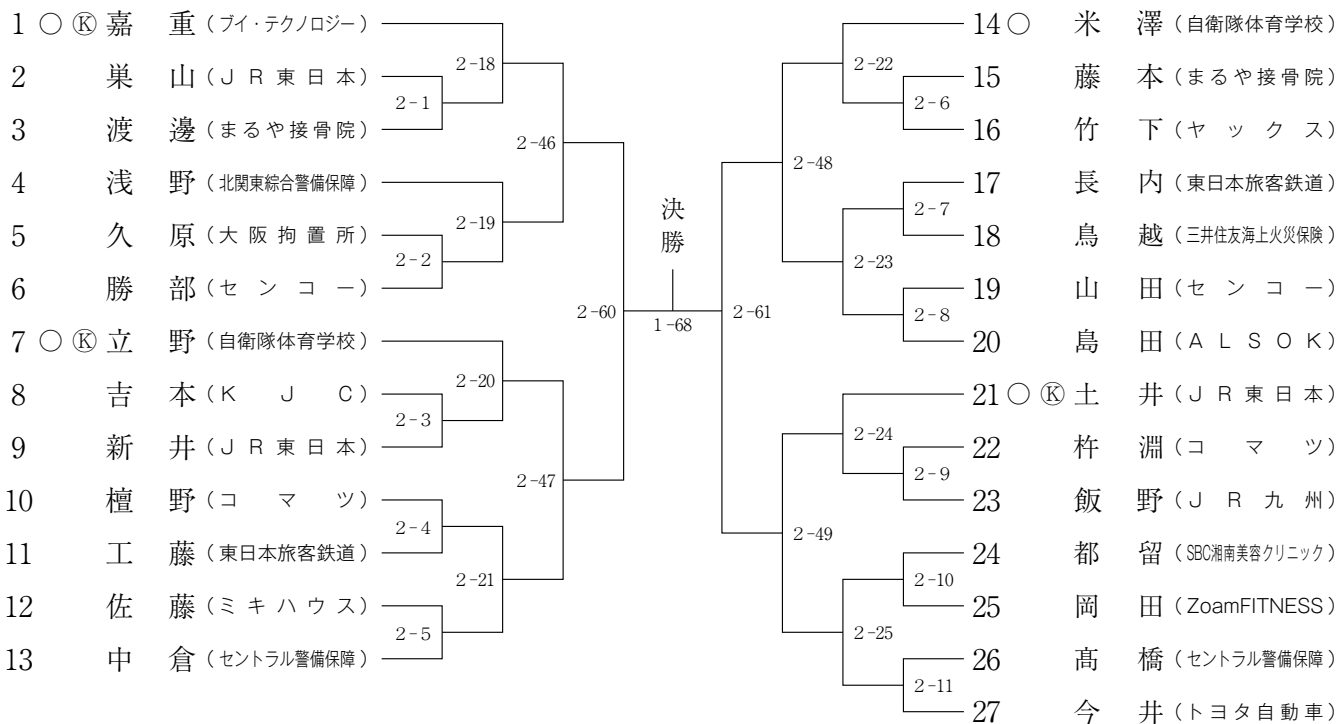 1 ○ Ⓚ 嘉重（ブイ・テクノロジー）
2 巣山（JR東日本）
3 渡邊（まるや接骨院）
4 浅野（北関東綜合警備保障）
5 久原（大阪拘置所）
6 勝部（センコー）
7 ○ Ⓚ 立野（自衛隊体育学校）
8 吉本（KJC）
9 新井（JR東日本）
10 檀野（コマツ）
11 工藤（東日本旅客鉄道）
12 佐藤（ミキハウス）
13 中倉（セントラル警備保障）
2-1
2-2
2-3
2-4
2-5
2-18
2-19
2-20
2-21
2-46
2-47
2-60
決勝
1-68
2-61
2-48
2-49
2-22
2-23
2-24
2-25
2-6
2-7
2-8
2-9
2-10
2-11
14 ○ 米澤（自衛隊体育学校）
15 藤本（まるや接骨院）
16 竹下（ヤックス）
17 長内（東日本旅客鉄道）
18 鳥越（三井住友海上火災保険）
19 山田（センコー）
20 島田（ALSOK）
21 ○ Ⓚ 土井（JR東日本）
22 杵淵（コマツ）
23 飯野（JR九州）
24 都留（SBC湘南美容クリニック）
25 岡田（ZoamFITNESS）
26 髙橋（セントラル警備保障）
27 今井（トヨタ自動車）